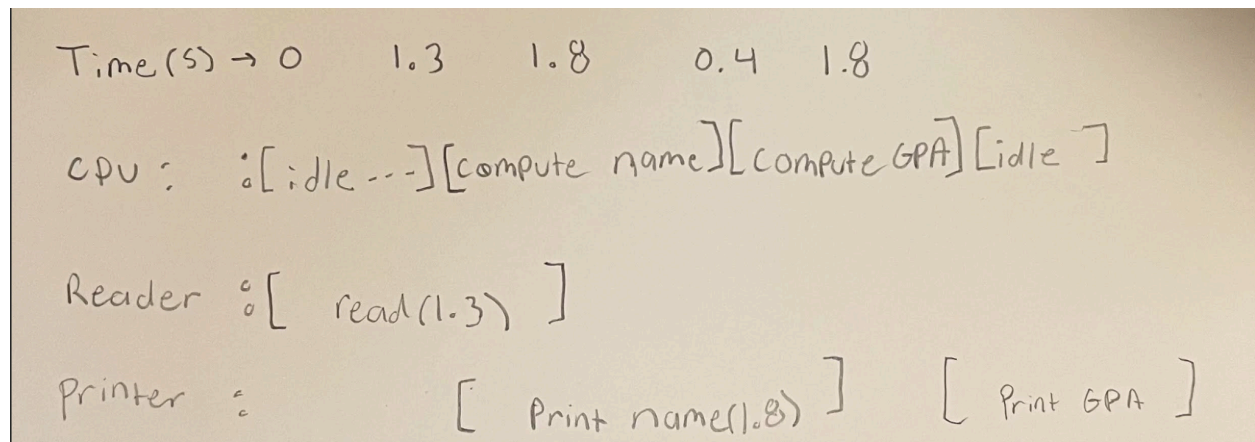 Time(s) → 0 1.3 1.8 0.4 1.8
CPU : :[idle ---][compute name][compute GPA][idle ]
Reader :[ read(1.3) ]
Printer : [ Print name(1.8) ] [ Print GPA ]